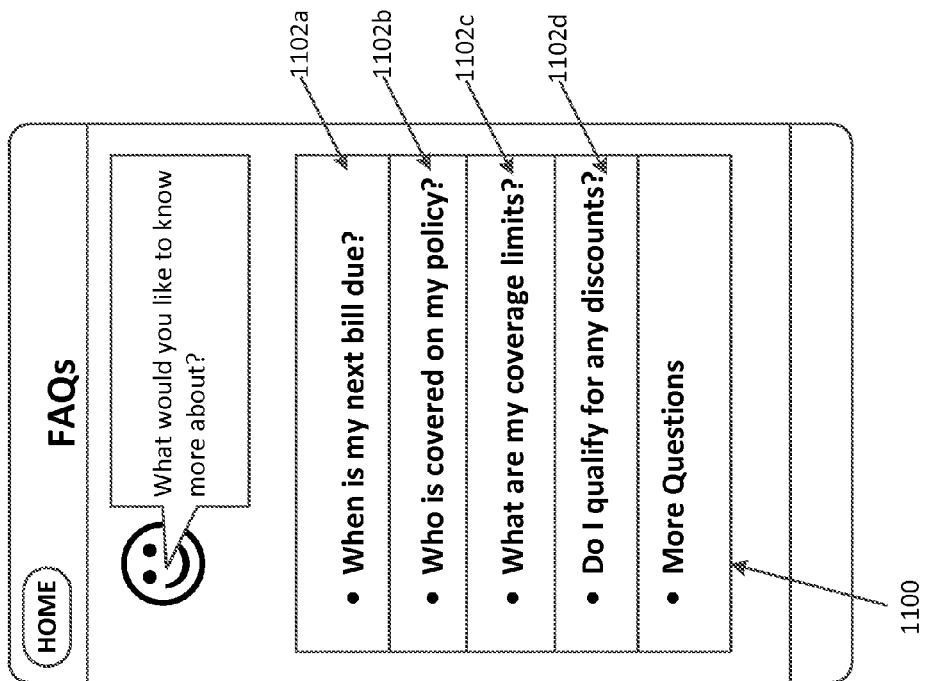 HOME
FAQs
What would you like to know
more about?
• When is my next bill due?
• Who is covered on my policy?
• What are my coverage limits?
• Do I qualify for any discounts?
• More Questions
1102a
1102b
1102c
1102d
1100